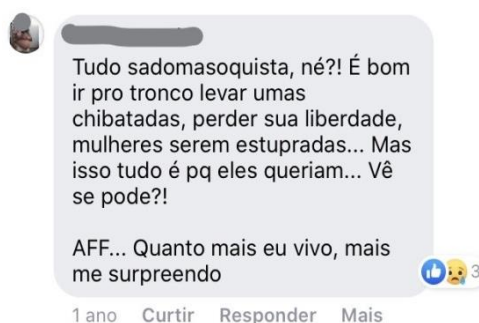 Tudo sadomasoquista, né?! É bom
ir pro tronco levar umas
chibatadas, perder sua liberdade,
mulheres serem estupradas... Mas
isso tudo é pq eles queriam... Vê
se pode?!
AFF... Quanto mais eu vivo, mais
me surpreendo
3
1 ano Curtir Responder Mais